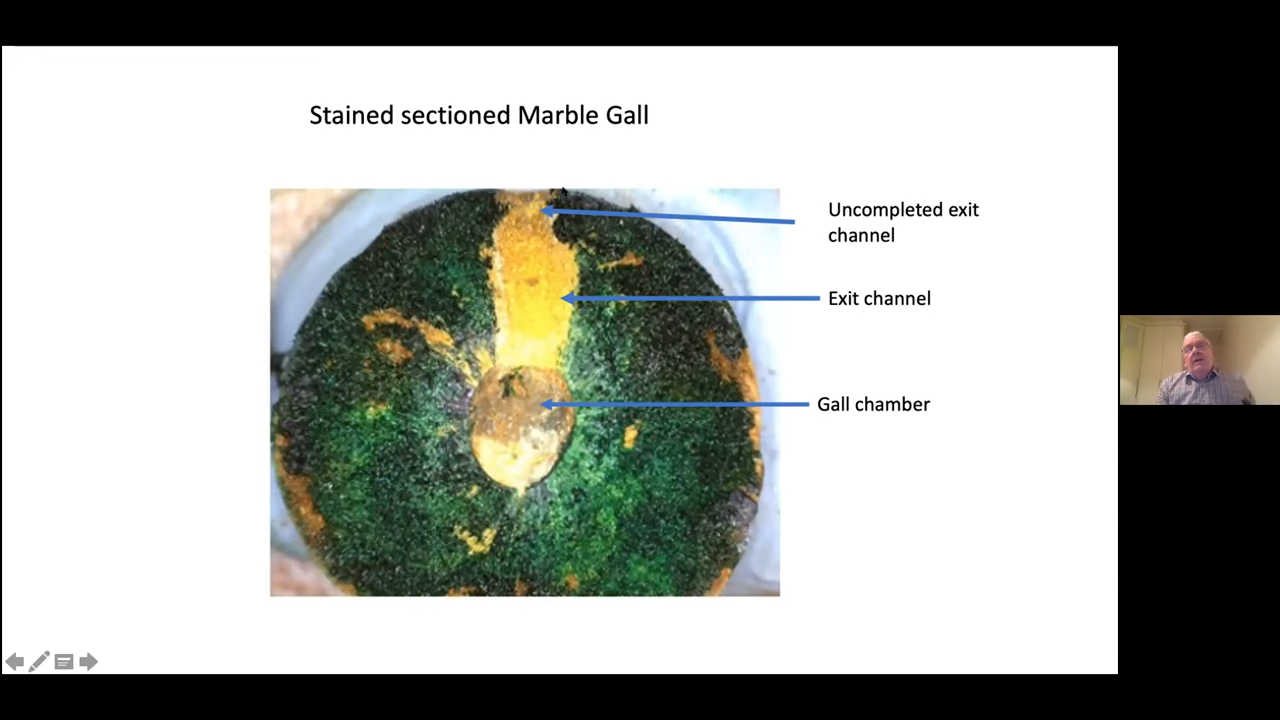 Stained sectioned Marble Gall
Uncompleted exit
channel
Exit channel
Gall chamber